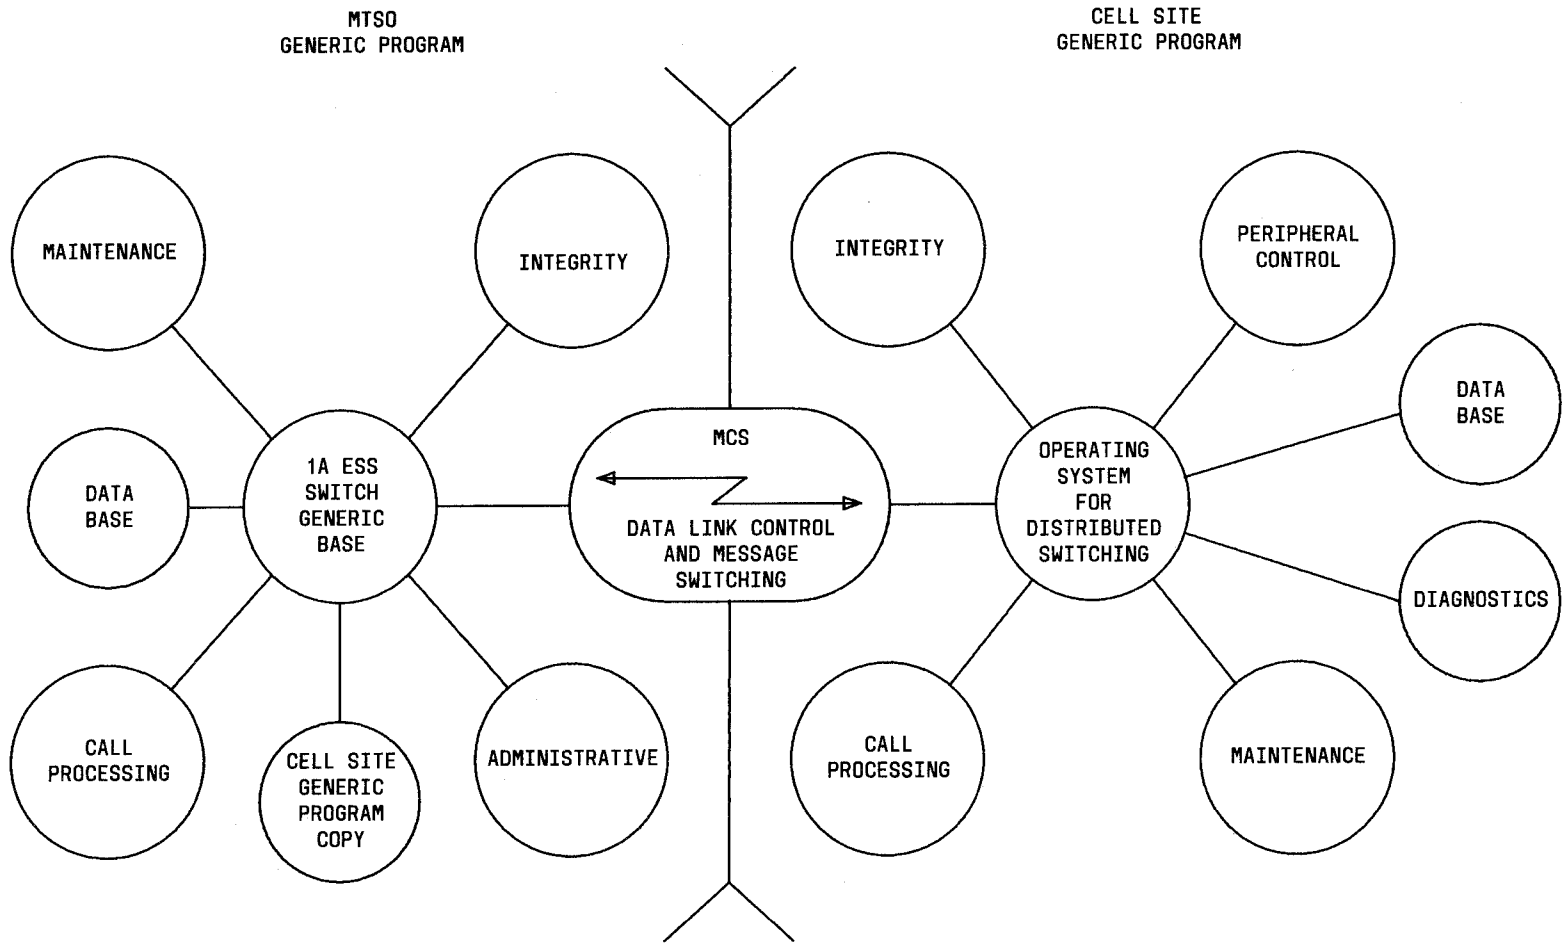 MTSO
GENERIC PROGRAM
CELL SITE
GENERIC PROGRAM
MAINTENANCE
INTEGRITY
DATA
BASE
1A ESS
SWITCH
GENERIC
BASE
CALL
PROCESSING
CELL SITE
GENERIC
PROGRAM
COPY
ADMINISTRATIVE
MCS
DATA LINK CONTROL
AND MESSAGE
SWITCHING
INTEGRITY
PERIPHERAL
CONTROL
OPERATING
SYSTEM
FOR
DISTRIBUTED
SWITCHING
DATA
BASE
DIAGNOSTICS
CALL
PROCESSING
MAINTENANCE